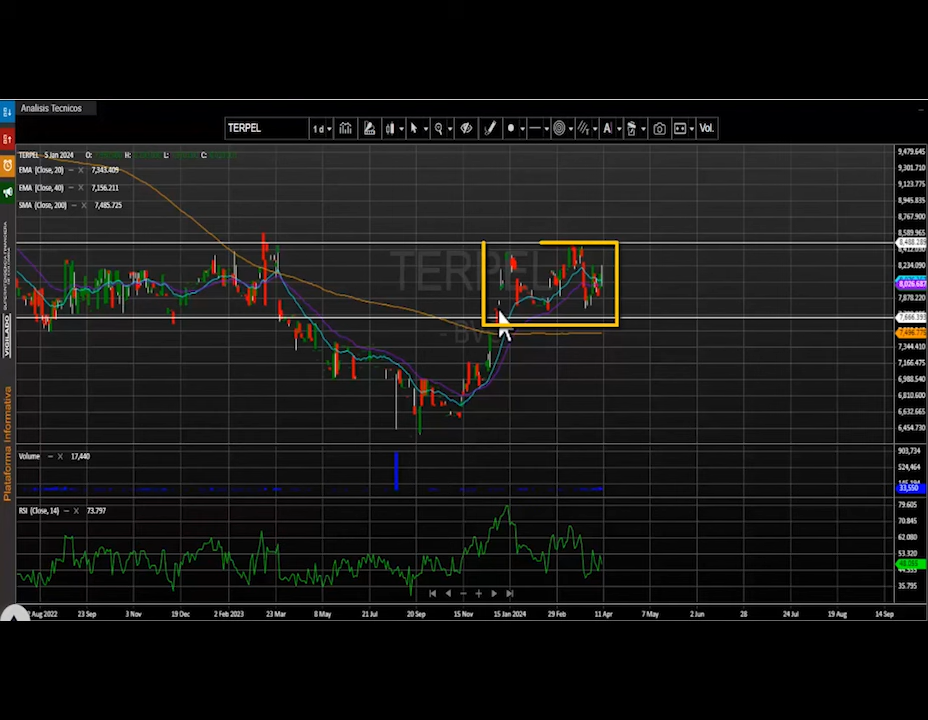 Analisis Tecnicos
TERPEL
1 d
Vol.
TERPEL 5 Jan 2024 O: H: L: C:
EMA (Close, 20) 7,343.409
EMA (Close, 40) 7,156.211
SMA (Close, 200) 7,485.725
TERPEL
9,479.645
9,301.710
9,123.775
8,945.835
8,767.900
8,589.965
8,488.289
8,234.090
8,026.687
7,878.220
7,666.393
7,344.410
7,166.475
6,988.540
6,810.600
6,632.665
6,454.730
Volume 17,440
903,734
524,464
33,550
RSI (Close, 14) 73.797
79.605
70.845
62.080
53.320
35.795
Aug 2022 23 Sep 3 Nov 19 Dec 2 Feb 2023 23 Mar 8 May 21 Jul 20 Sep 15 Nov 15 Jan 2024 29 Feb 11 Apr 7 May 2 Jun 28 24 Jul 19 Aug 14 Sep
VIGILADO
Plataforma Informativa